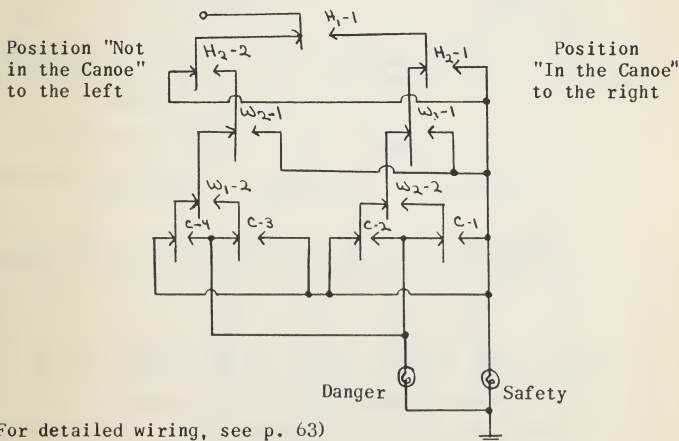 H₁-1
Position "Not
in the Canoe"
to the left
H₂-2
H₂-1
Position
"In the Canoe"
to the right
W₂-1
W₁-1
W₁-2
W₂-2
C-4
C-3
C-2
C-1
Danger
Safety
For detailed wiring, see p. 63)